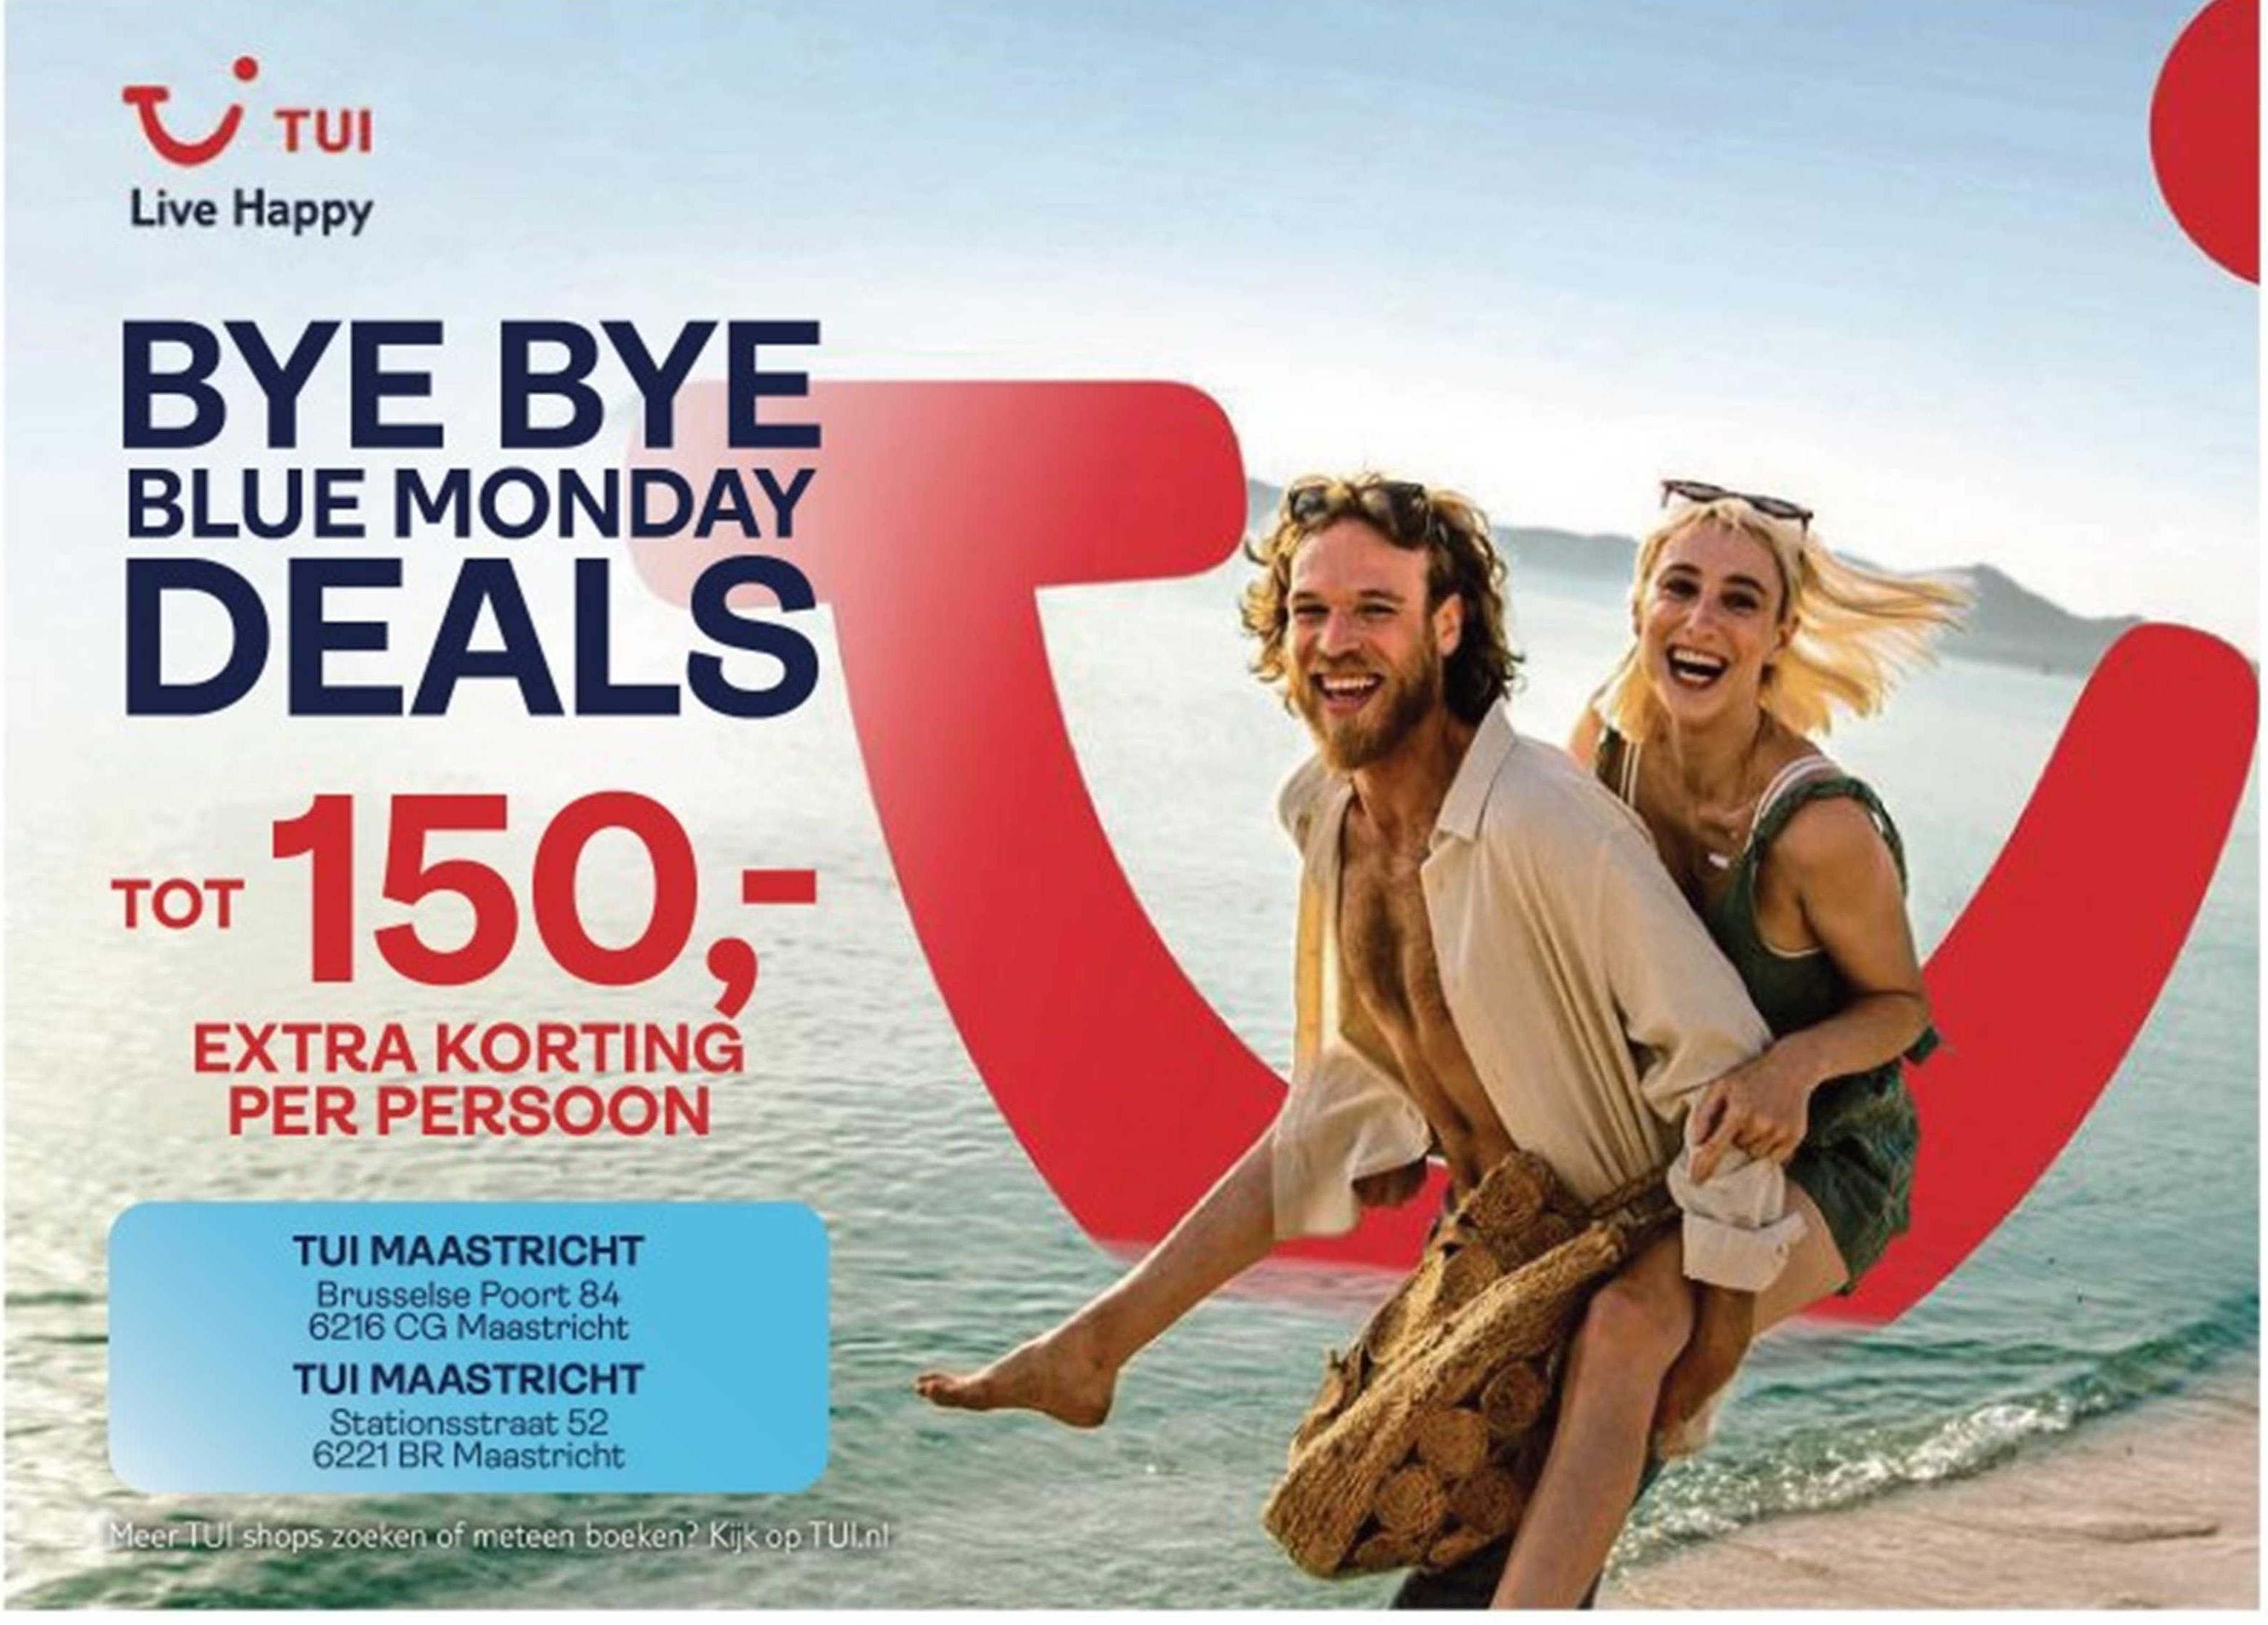 TUI
Live Happy
BYE BYE
BLUE MONDAY
DEALS
TOT 150,-
EXTRA KORTING
PER PERSOON
TUI MAASTRICHT
Brusselse Poort 84
6216 CG Maastricht
TUI MAASTRICHT
Stationsstraat 52
6221 BR Maastricht
Meer TUI shops zoeken of meteen boeken? Kijk op TUI.nl